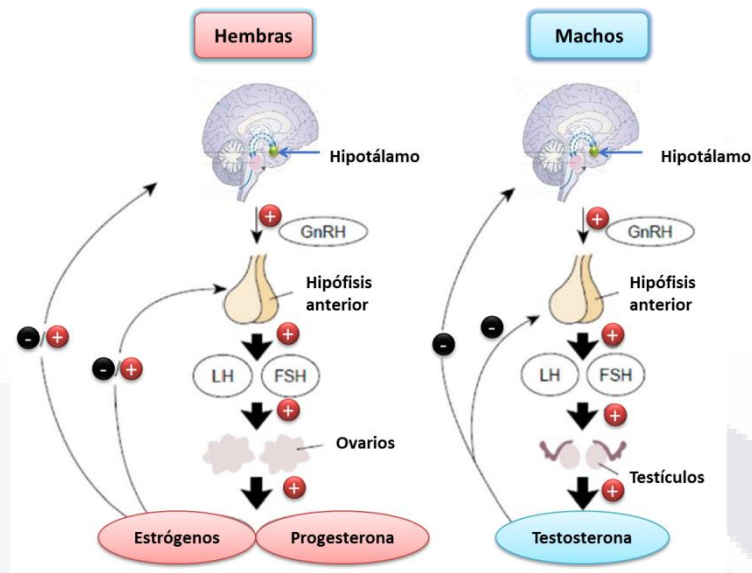 Hembras
Hipotálamo
+
GnRH
Hipófisis
anterior
-/+
-/+
+
LH
FSH
+
Ovarios
+
Estrógenos
Progesterona
Machos
Hipotálamo
+
GnRH
Hipófisis
anterior
-
-
+
LH
FSH
+
Testículos
+
Testosterona